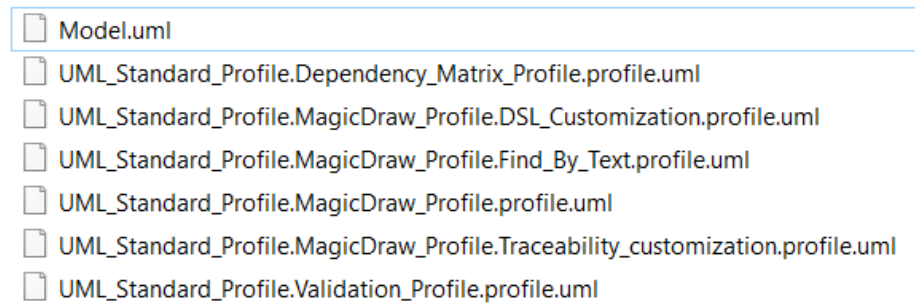 Model.uml
UML_Standard_Profile.Dependency_Matrix_Profile.profile.uml
UML_Standard_Profile.MagicDraw_Profile.DSL_Customization.profile.uml
UML_Standard_Profile.MagicDraw_Profile.Find_By_Text.profile.uml
UML_Standard_Profile.MagicDraw_Profile.profile.uml
UML_Standard_Profile.MagicDraw_Profile.Traceability_customization.profile.uml
UML_Standard_Profile.Validation_Profile.profile.uml